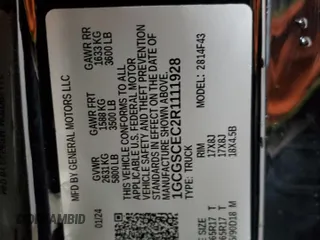 MFD BY GENERAL MOTORS LLC
01/24
GVWR
2631 KG
5800 LB
GAWR FRT
1588 KG
3500 LB
GAWR RR
1633 KG
3600 LB
THIS VEHICLE CONFORMS TO ALL
APPLICABLE U.S. FEDERAL MOTOR
VEHICLE SAFETY AND THEFT PREVENTION
STANDARDS IN EFFECT ON THE DATE OF
MANUFACTURE SHOWN ABOVE.
1GCGSCEC2R1111928
TYPE: TRUCK
MODEL: 2814F43
RIM
17X8J
17X8J
18X4.5B